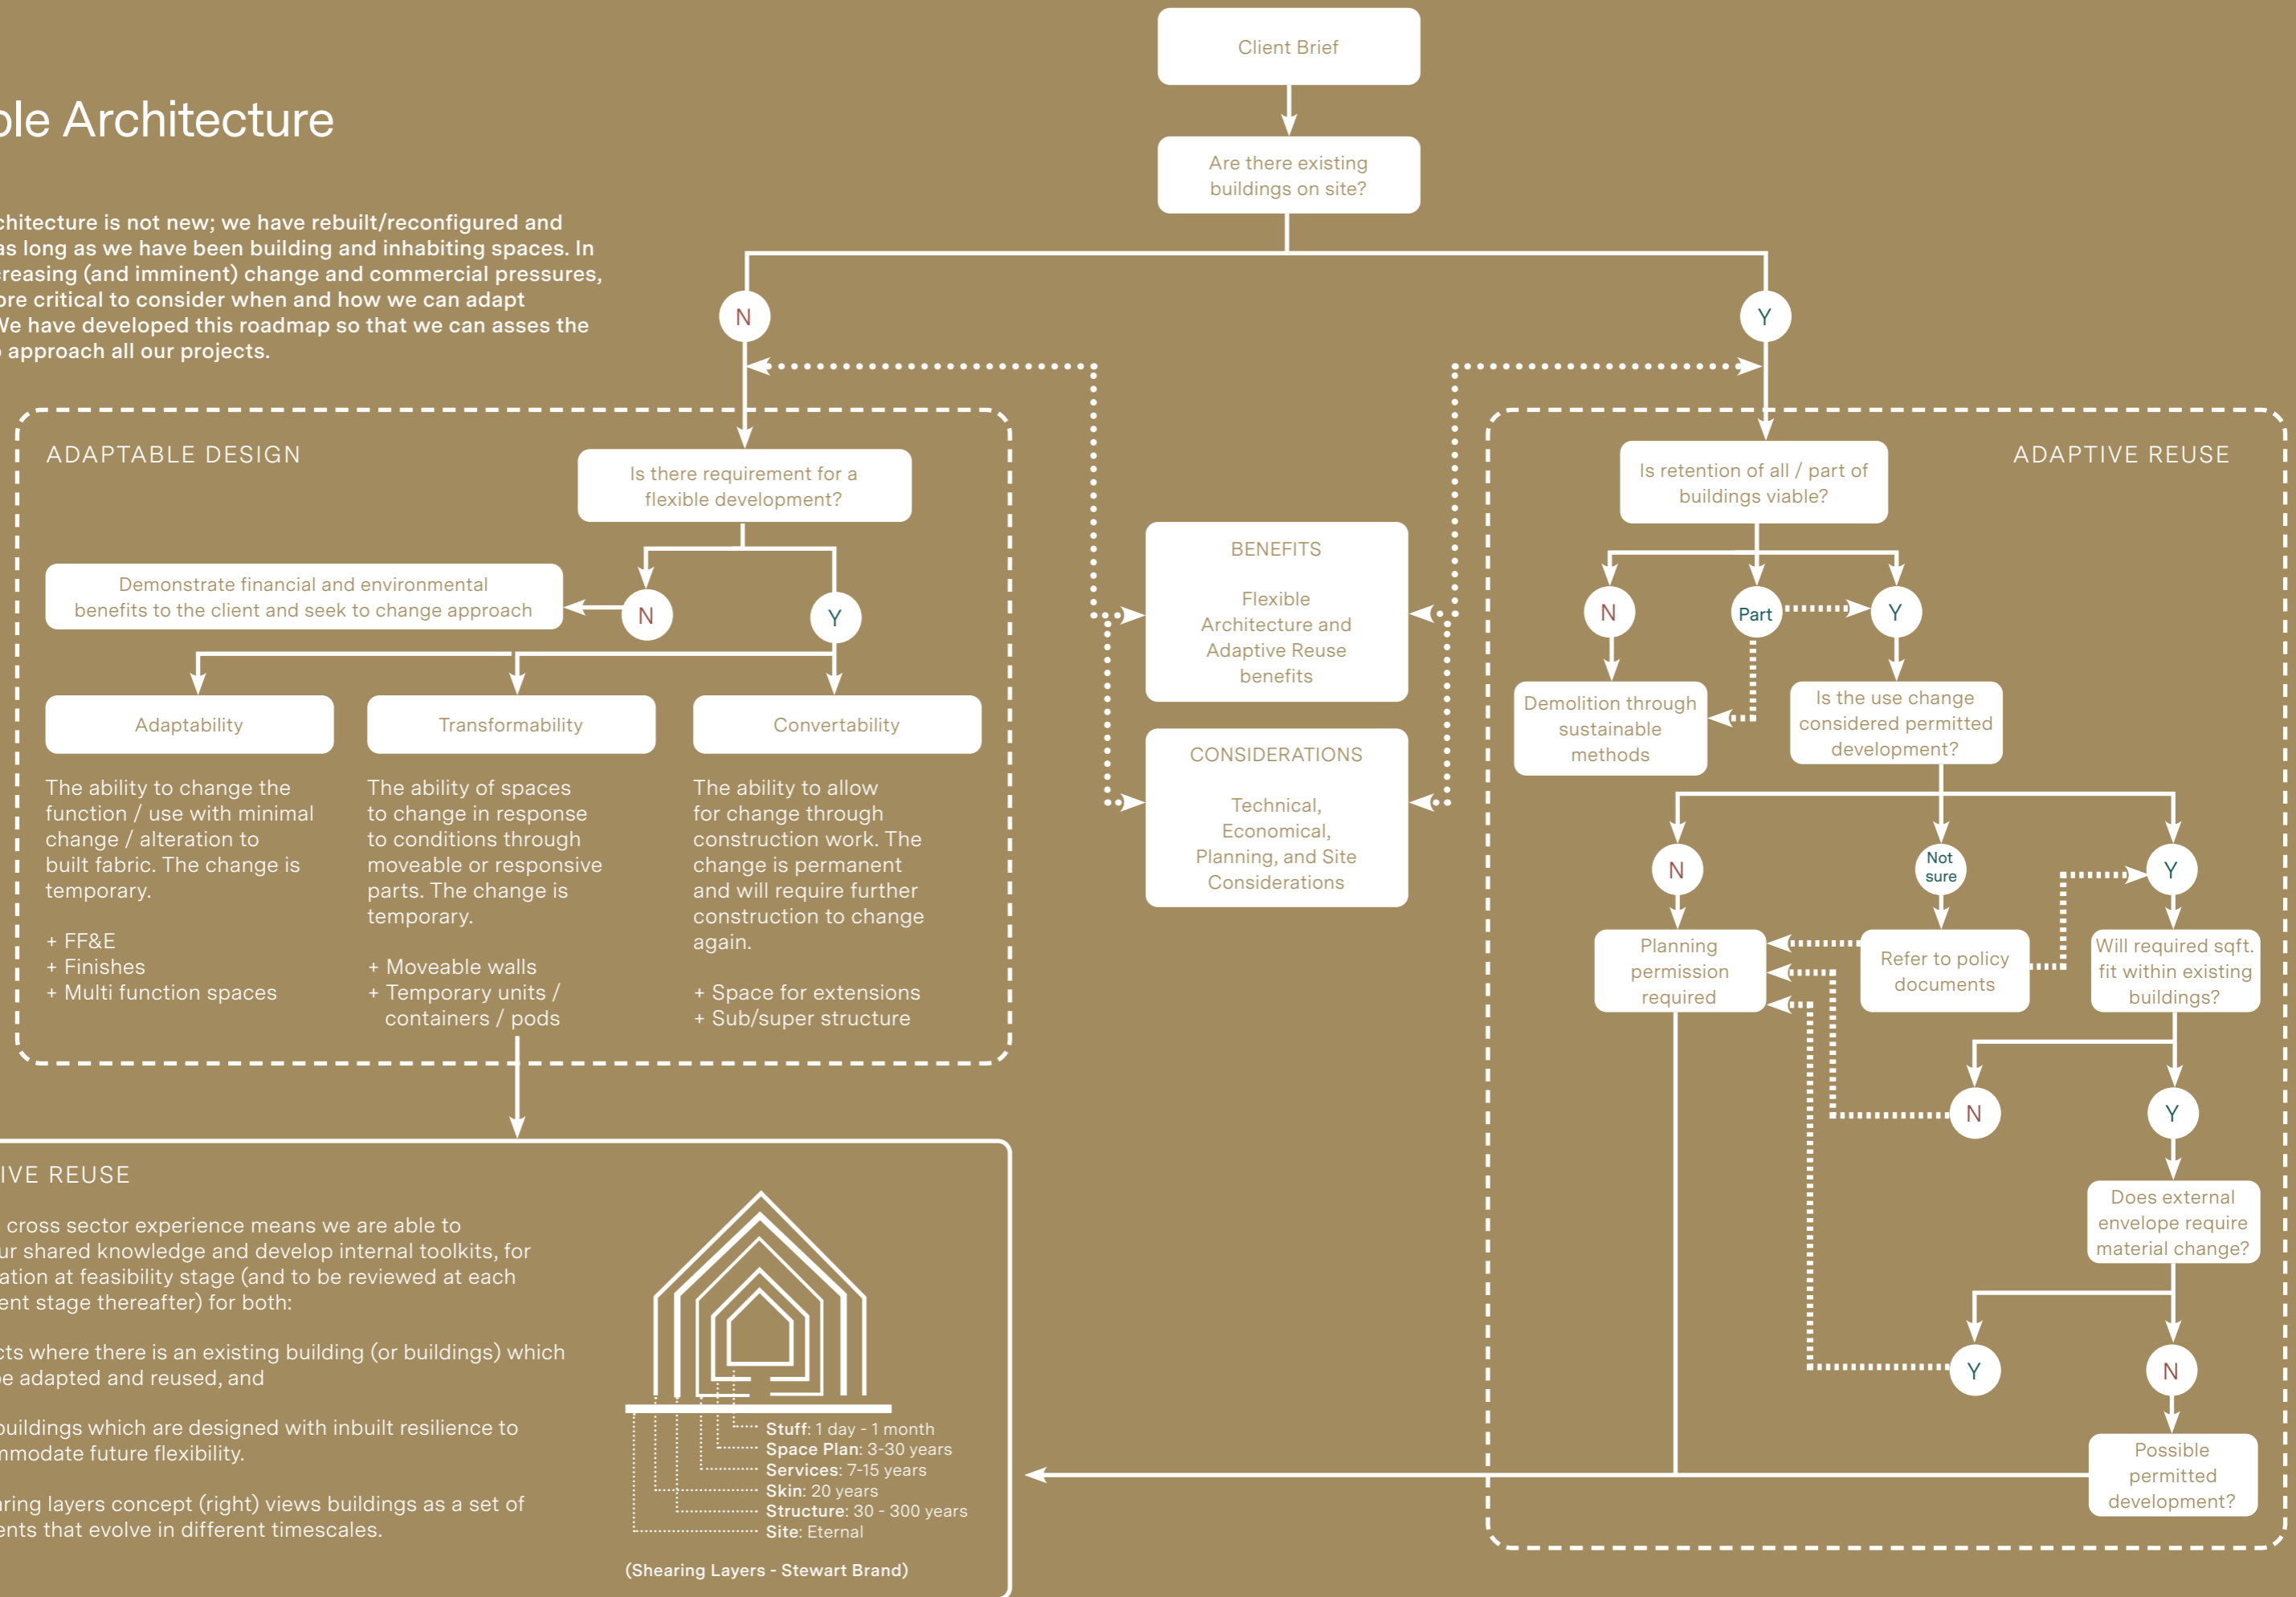 ble Architecture
chitecture is not new; we have rebuilt/reconfigured and
as long as we have been building and inhabiting spaces. In
creasing (and imminent) change and commercial pressures,
ore critical to consider when and how we can adapt
We have developed this roadmap so that we can asses the
o approach all our projects.
Client Brief
Are there existing
buildings on site?
N
Y
ADAPTABLE DESIGN
Is there requirement for a
flexible development?
Demonstrate financial and environmental
benefits to the client and seek to change approach
N
Y
Adaptability
The ability to change the
function / use with minimal
change / alteration to
built fabric. The change is
temporary.
+ FF&E
+ Finishes
+ Multi function spaces
Transformability
The ability of spaces
to change in response
to conditions through
moveable or responsive
parts. The change is
temporary.
+ Moveable walls
+ Temporary units /
containers / pods
Convertability
The ability to allow
for change through
construction work. The
change is permanent
and will require further
construction to change
again.
+ Space for extensions
+ Sub/super structure
BENEFITS
Flexible
Architecture and
Adaptive Reuse
benefits
CONSIDERATIONS
Technical,
Economical,
Planning, and Site
Considerations
ADAPTIVE REUSE
Is retention of all / part of
buildings viable?
N
Part
Y
Demolition through
sustainable
methods
Is the use change
considered permitted
development?
N
Not
sure
Y
Planning
permission
required
Refer to policy
documents
Will required sqft.
fit within existing
buildings?
N
Y
Does external
envelope require
material change?
Y
N
Possible
permitted
development?
IVE REUSE
cross sector experience means we are able to
ur shared knowledge and develop internal toolkits, for
ation at feasibility stage (and to be reviewed at each
ent stage thereafter) for both:
cts where there is an existing building (or buildings) which
be adapted and reused, and
buildings which are designed with inbuilt resilience to
mmodate future flexibility.
aring layers concept (right) views buildings as a set of
ents that evolve in different timescales.
Stuff: 1 day - 1 month
Space Plan: 3-30 years
Services: 7-15 years
Skin: 20 years
Structure: 30 - 300 years
Site: Eternal
(Shearing Layers - Stewart Brand)